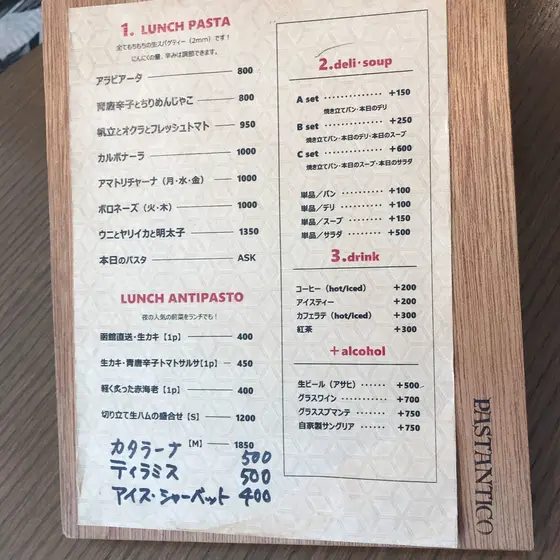 1. LUNCH PASTA
全てもちもちの生スパゲティー（2mm）です！
にんにくの量、辛みは調節できます。
アラビアータ 800
青唐辛子とちりめんじゃこ 800
帆立とオクラとフレッシュトマト 950
カルボナーラ 1000
アマトリチャーナ（月・水・金） 1000
ボロネーズ（火・木） 1000
ウニとヤリイカと明太子 1350
本日のパスタ ASK
LUNCH ANTIPASTO
夜の人気の前菜をランチでも！
函館直送・生カキ【1p】 400
生カキ・青唐辛子トマトサルサ【1p】 450
軽く炙った赤海老【1p】 400
切り立て生ハムの盛合せ【S】 1200
【M】 1850
カタラーナ 500
ティラミス 500
アイス・シャーベット 400
2.deli・soup
A set ············· +150
焼き立てパン・本日のデリ
B set ············· +250
焼き立てパン・本日のデリ・本日のスープ
C set ············· +600
焼き立てパン・本日のスープ・本日のサラダ
単品／パン ········ +100
単品／デリ ········ +100
単品／スープ ······ +150
単品／サラダ ······ +500
3.drink
コーヒー（hot/iced） +200
アイスティー +200
カフェラテ（hot/iced） +300
紅茶 +300
+alcohol
生ビール（アサヒ） ······ +500
グラスワイン ······ +700
グラススプマンテ ······ +750
自家製サングリア ······ +750
PASTANTICO